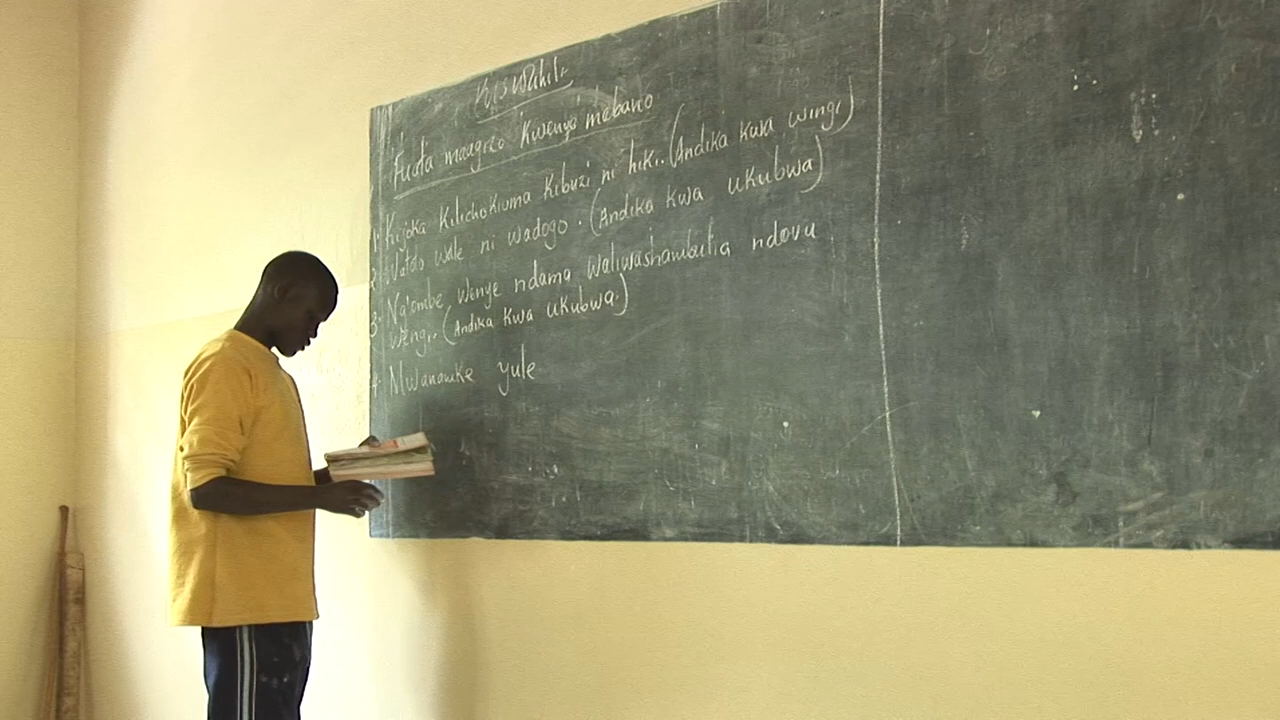 Kiswahili
Fuata maagizo kwenye mabano
1. Kijoka kilichokiuma kibuzi ni hiki. (Andika kwa wingi)
2. Watoto wale ni wadogo. (Andika kwa ukubwa)
3. Ng'ombe wenye ndama waliwashambulia ndovu
wengi. (Andika kwa ukubwa.)
4. Mwanamke yule